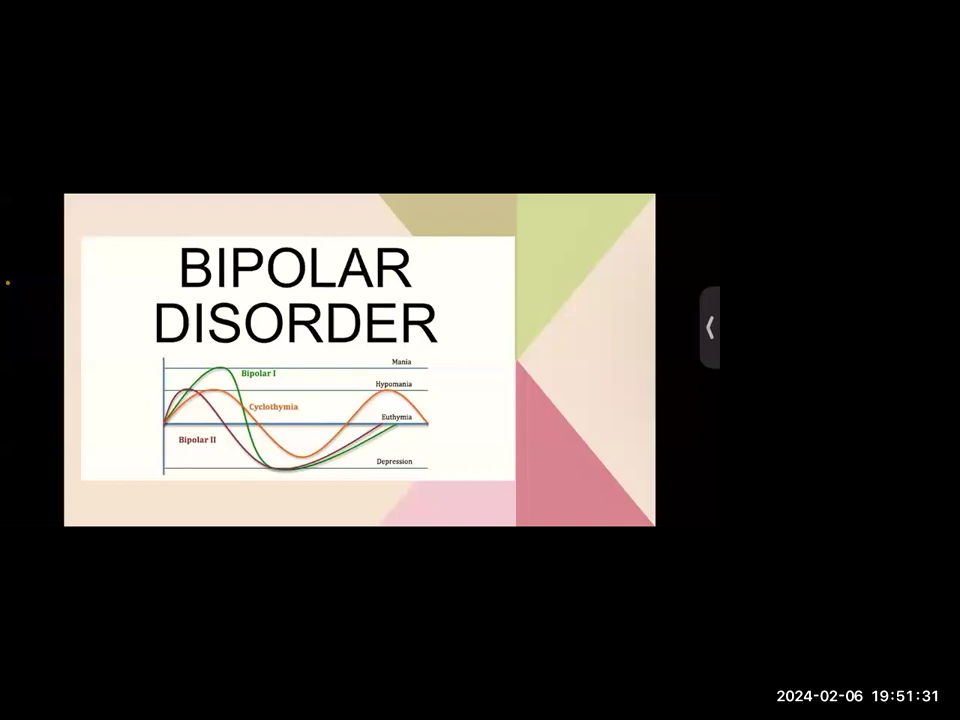 BIPOLAR
DISORDER
Mania
Bipolar I
Hypomania
Cyclothymia
Euthymia
Bipolar II
Depression
2024-02-06 19:51:31